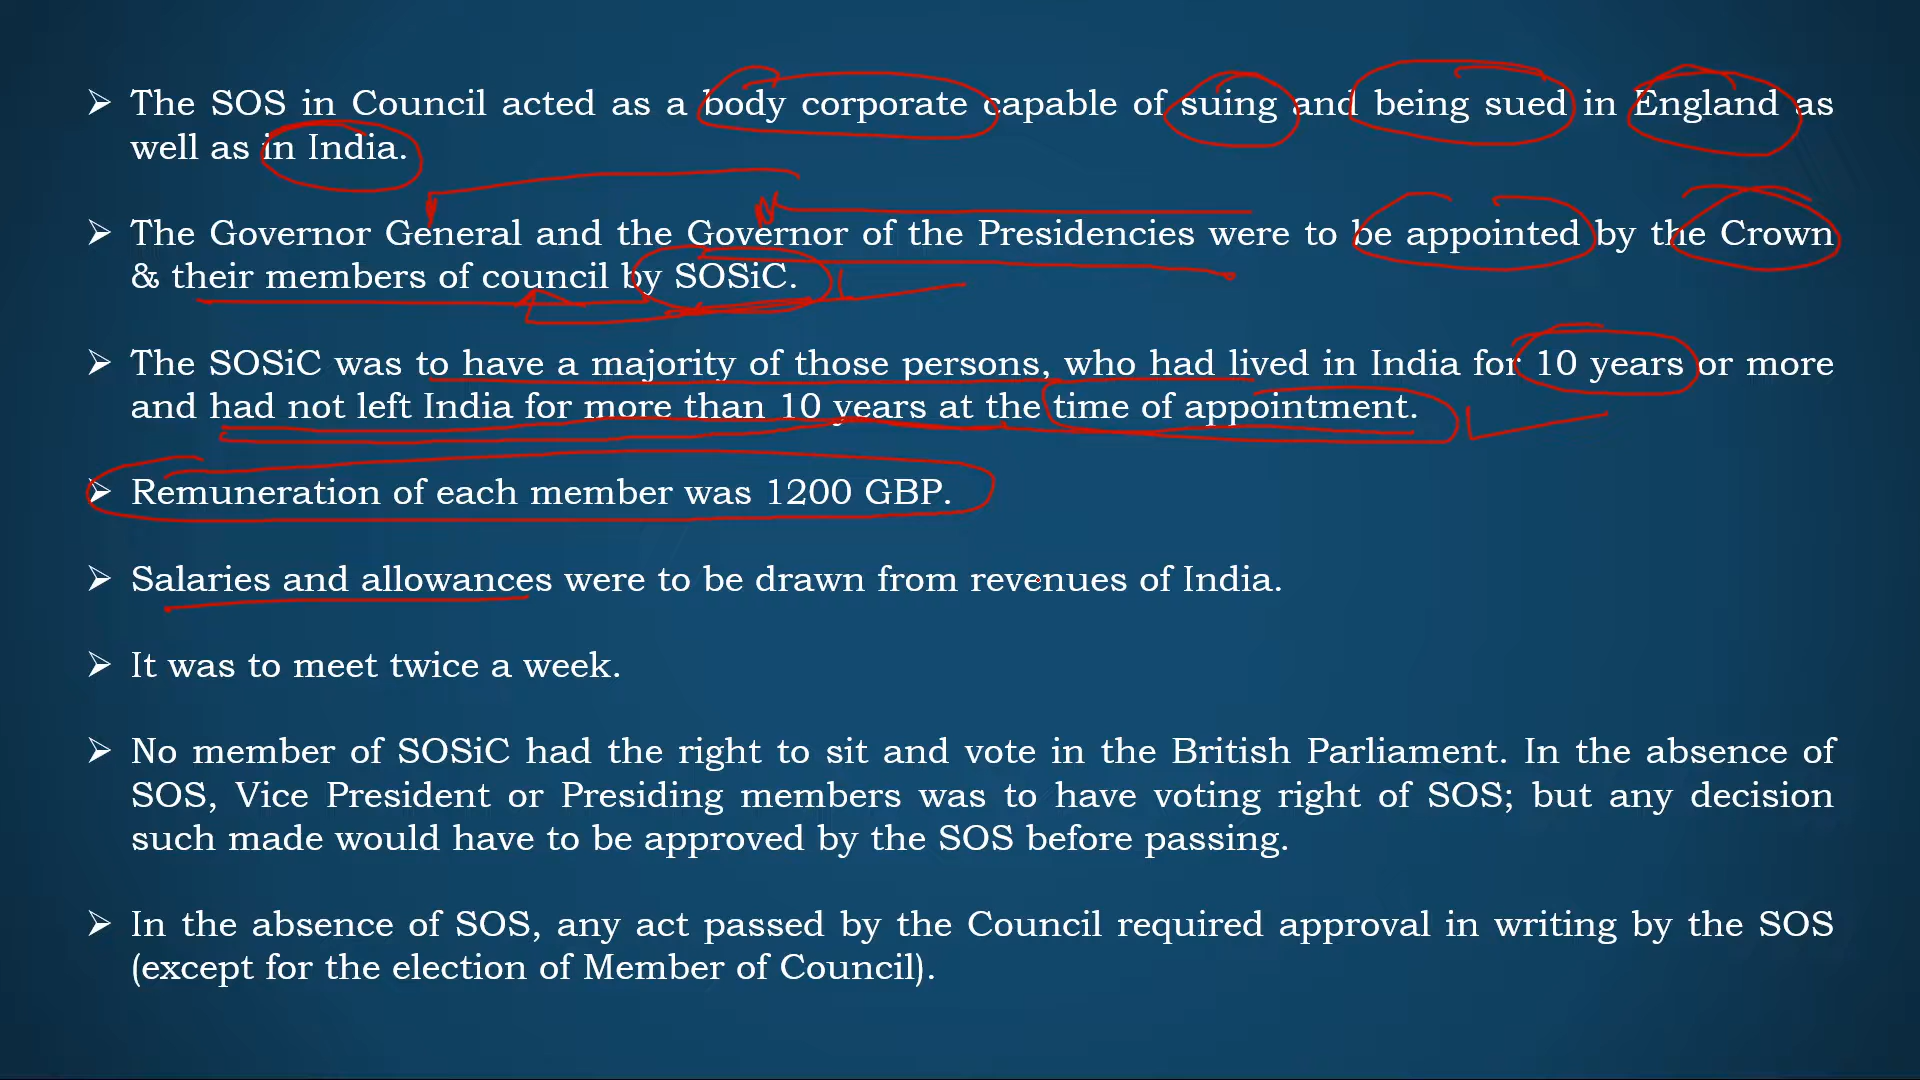 ➢ The SOS in Council acted as a body corporate capable of suing and being sued in England as
well as in India.
➢ The Governor General and the Governor of the Presidencies were to be appointed by the Crown
& their members of council by SOSiC.
➢ The SOSiC was to have a majority of those persons, who had lived in India for 10 years or more
and had not left India for more than 10 years at the time of appointment.
➢ Remuneration of each member was 1200 GBP.
➢ Salaries and allowances were to be drawn from revenues of India.
➢ It was to meet twice a week.
➢ No member of SOSiC had the right to sit and vote in the British Parliament. In the absence of
SOS, Vice President or Presiding members was to have voting right of SOS; but any decision
such made would have to be approved by the SOS before passing.
➢ In the absence of SOS, any act passed by the Council required approval in writing by the SOS
(except for the election of Member of Council).